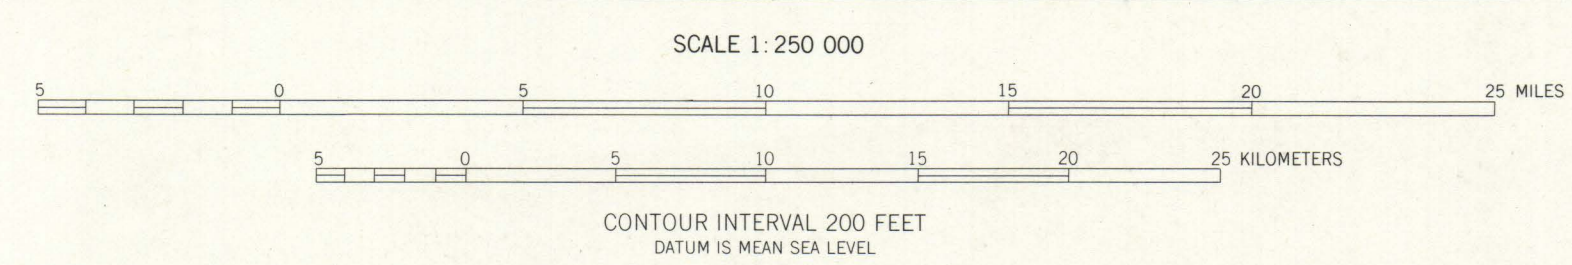 SCALE 1:250 000
5 0 5 10 15 20 25 MILES
5 0 5 10 15 20 25 KILOMETERS
CONTOUR INTERVAL 200 FEET
DATUM IS MEAN SEA LEVEL